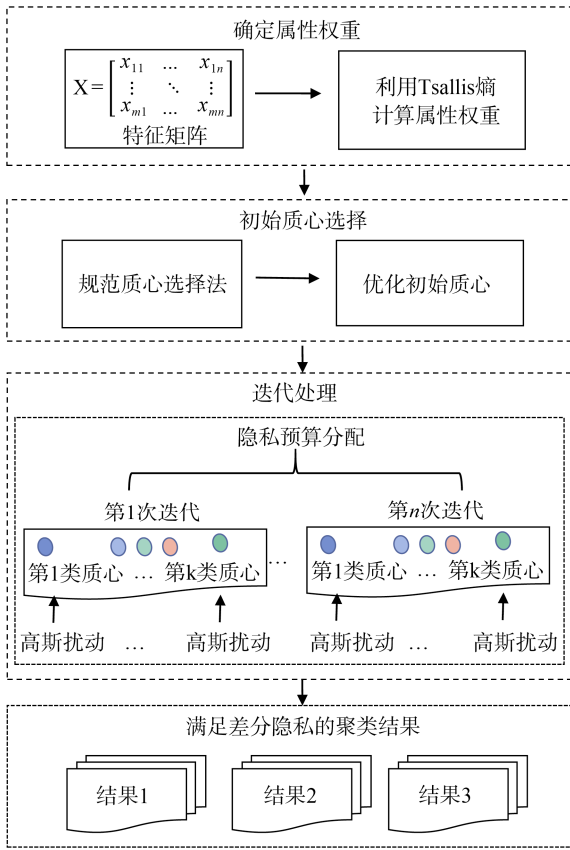 确定属性权重
X = [x11 ... x1n
⋮ ⋱ ⋮
xm1 ... xmn]
特征矩阵
利用Tsallis熵
计算属性权重
初始质心选择
规范质心选择法
优化初始质心
迭代处理
隐私预算分配
第1次迭代
第1类质心 … 第k类质心
高斯扰动 … 高斯扰动
…
第n次迭代
第1类质心 … 第k类质心
高斯扰动 … 高斯扰动
满足差分隐私的聚类结果
结果1
结果2
结果3